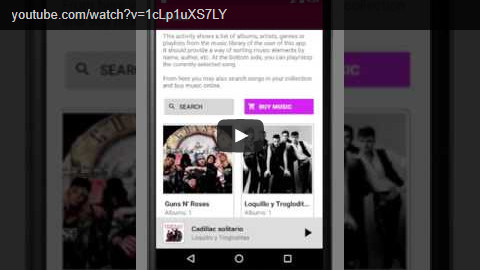 youtube.com/watch?v=1cLp1uXS7LY
This activity shows a list of albums, artists, genres or
playlists from the music library of the user of this app.
It should provide a way of sorting music elements by
name, author, etc. At the bottom side, you can play/stop
the currently selected song.
From here you may also search songs in your collection
and buy music online.
SEARCH
BUY MUSIC
Guns N' Roses
Albums: 1
Loquillo y Troglodit...
Albums: 1
Cadillac solitario
Loquillo y Trogloditas